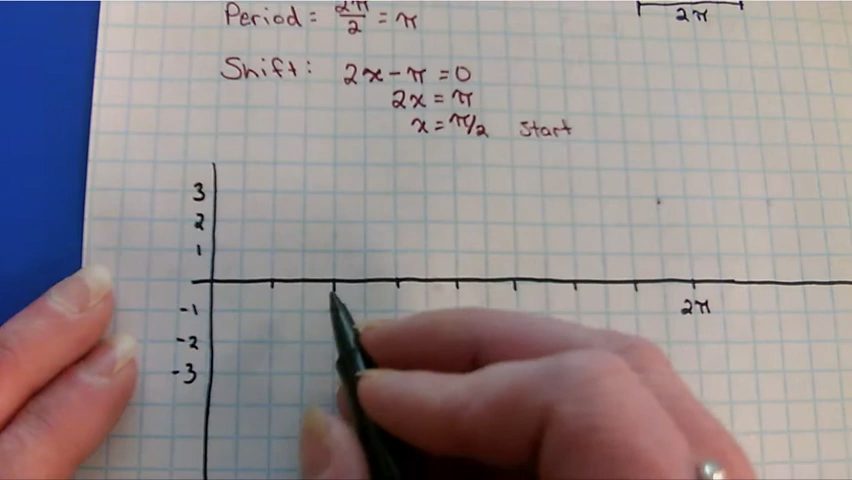 Period = 2π/2 = π
2π
Shift: 2x - π = 0
2x = π
x = π/2 start
3
2
1
-1
2π
-2
-3